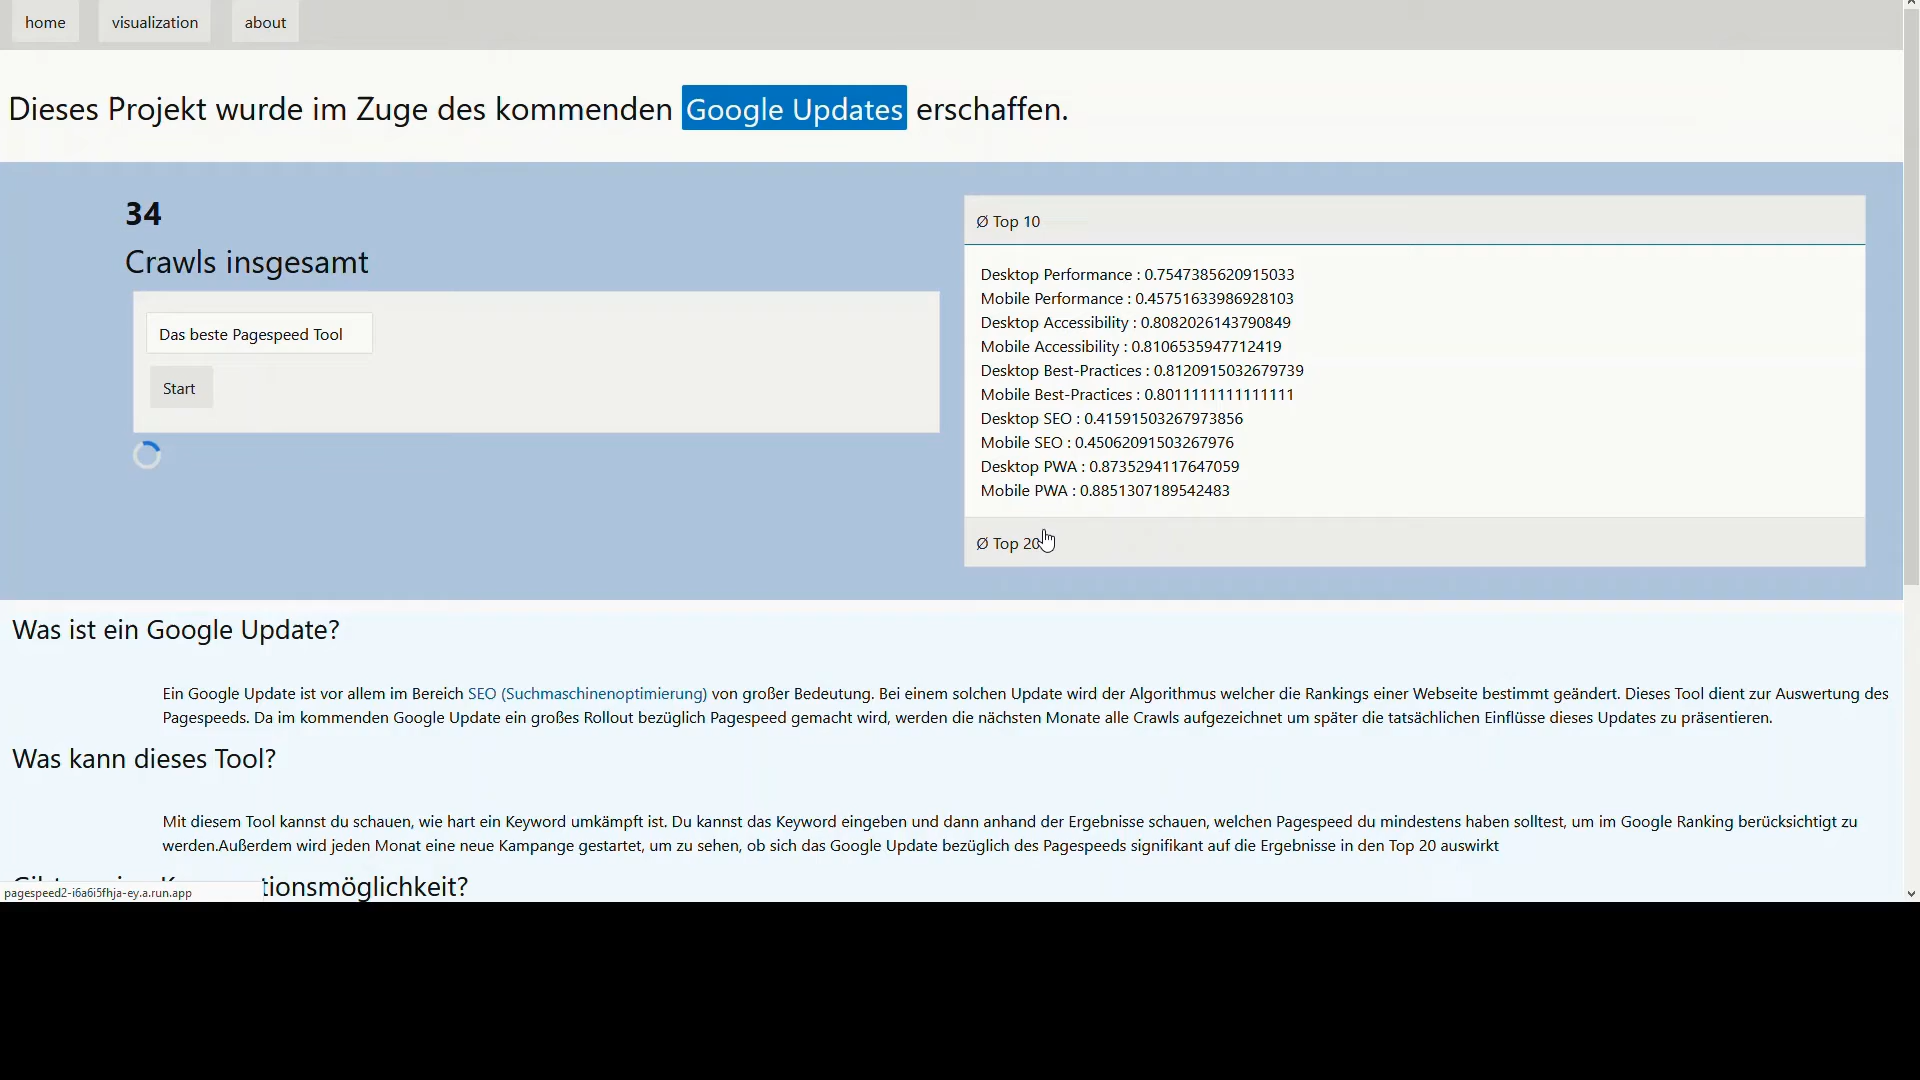 home
visualization
about
Dieses Projekt wurde im Zuge des kommenden Google Updates erschaffen.
34
Crawls insgesamt
Das beste Pagespeed Tool
Start
Ø Top 10
Desktop Performance : 0.7547385620915033
Mobile Performance : 0.45751633986928103
Desktop Accessibility : 0.8082026143790849
Mobile Accessibility : 0.8106535947712419
Desktop Best-Practices : 0.8120915032679739
Mobile Best-Practices : 0.8011111111111111
Desktop SEO : 0.41591503267973856
Mobile SEO : 0.45062091503267976
Desktop PWA : 0.8735294117647059
Mobile PWA : 0.8851307189542483
Ø Top 20
Was ist ein Google Update?
Ein Google Update ist vor allem im Bereich SEO (Suchmaschinenoptimierung) von großer Bedeutung. Bei einem solchen Update wird der Algorithmus welcher die Rankings einer Webseite bestimmt geändert. Dieses Tool dient zur Auswertung des
Pagespeeds. Da im kommenden Google Update ein großes Rollout bezüglich Pagespeed gemacht wird, werden die nächsten Monate alle Crawls aufgezeichnet um später die tatsächlichen Einflüsse dieses Updates zu präsentieren.
Was kann dieses Tool?
Mit diesem Tool kannst du schauen, wie hart ein Keyword umkämpft ist. Du kannst das Keyword eingeben und dann anhand der Ergebnisse schauen, welchen Pagespeed du mindestens haben solltest, um im Google Ranking berücksichtigt zu
werden.Außerdem wird jeden Monat eine neue Kampange gestartet, um zu sehen, ob sich das Google Update bezüglich des Pagespeeds signifikant auf die Ergebnisse in den Top 20 auswirkt
tionsmöglichkeit?
pagespeed2-i6a6i5fhja-ey.a.run.app